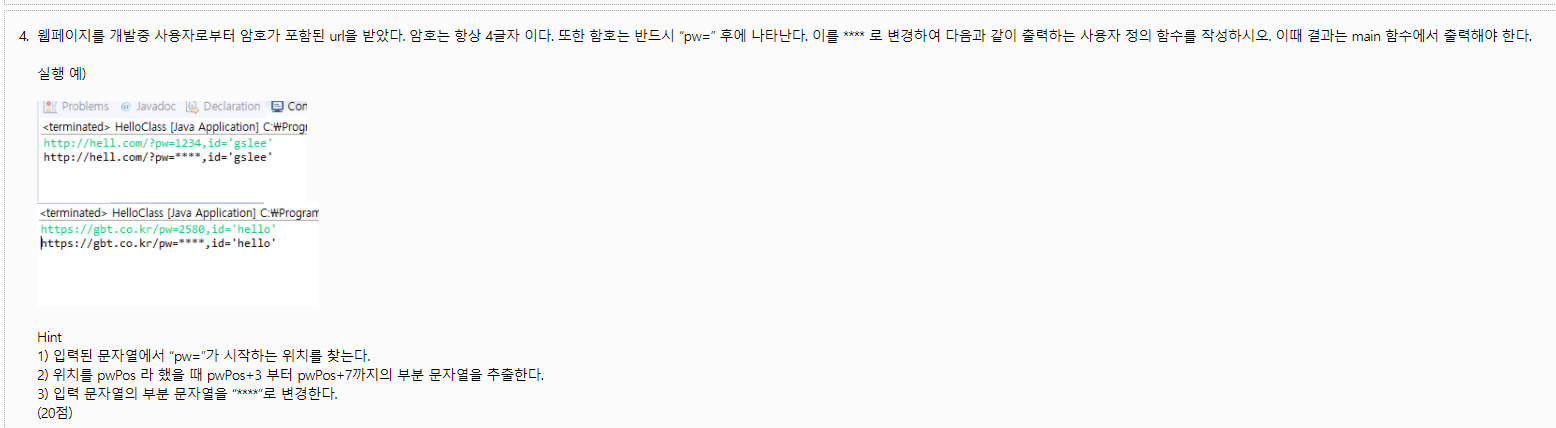 4. 웹페이지를 개발중 사용자로부터 암호가 포함된 url을 받았다. 암호는 항상 4글자 이다. 또한 함호는 반드시 “pw=” 후에 나타난다. 이를 **** 로 변경하여 다음과 같이 출력하는 사용자 정의 함수를 작성하시오. 이때 결과는 main 함수에서 출력해야 한다.
실행 예)
Problems @ Javadoc Declaration Con
<terminated> HelloClass [Java Application] C:₩Progr
http://hell.com/?pw=1234,id='gslee'
http://hell.com/?pw=****,id='gslee'
<terminated> HelloClass [Java Application] C:₩Program
https://gbt.co.kr/pw=2580,id='hello'
https://gbt.co.kr/pw=****,id='hello'
Hint
1) 입력된 문자열에서 “pw=”가 시작하는 위치를 찾는다.
2) 위치를 pwPos 라 했을 때 pwPos+3 부터 pwPos+7까지의 부분 문자열을 추출한다.
3) 입력 문자열의 부분 문자열을 “****”로 변경한다.
(20점)